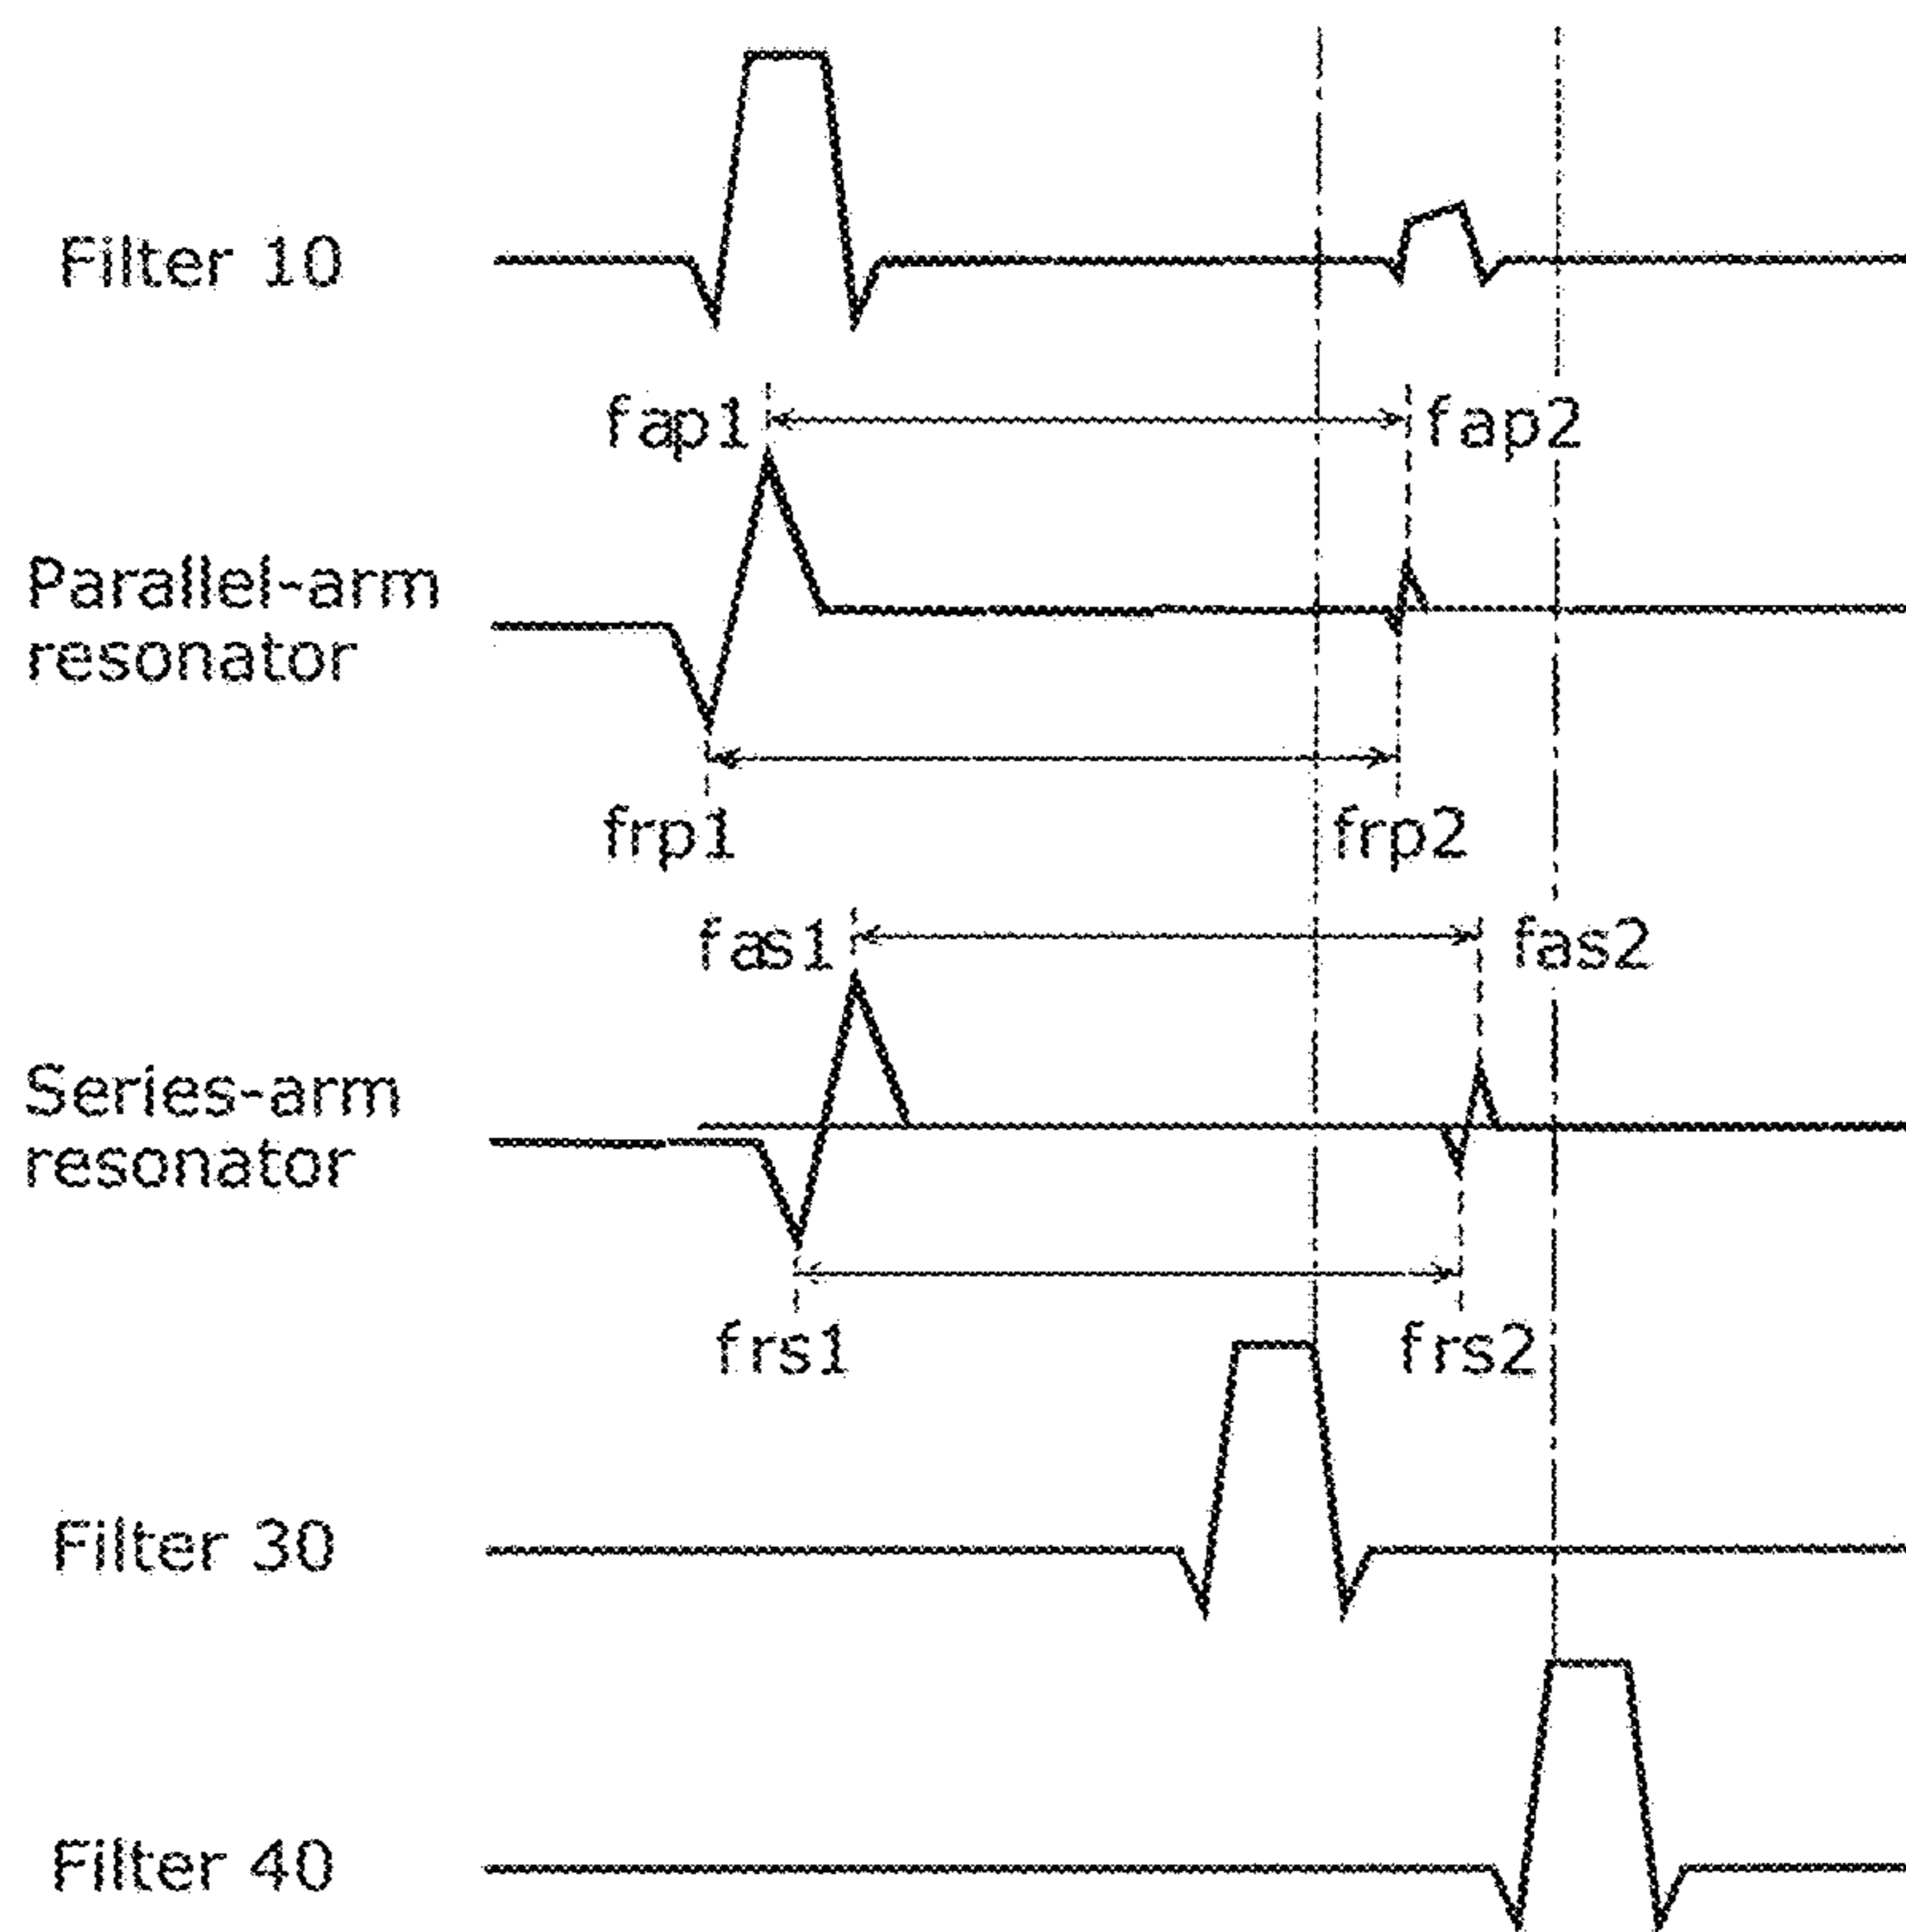 Filter 10
fap1
fap2
Parallel-arm
resonator
frp1
frp2
fas1
fas2
Series-arm
resonator
frs1
frs2
Filter 30
Filter 40